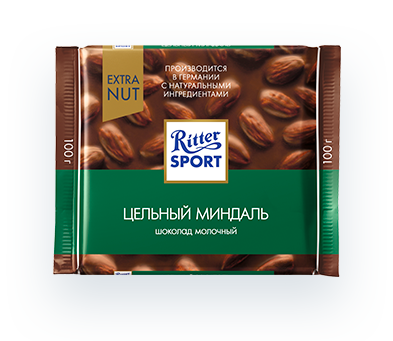 EXTRA
NUT
ПРОИЗВОДИТСЯ
В ГЕРМАНИИ
С НАТУРАЛЬНЫМИ
ИНГРЕДИЕНТАМИ
100 г
100 г
Ritter
SPORT
ЦЕЛЬНЫЙ МИНДАЛЬ
шоколад молочный